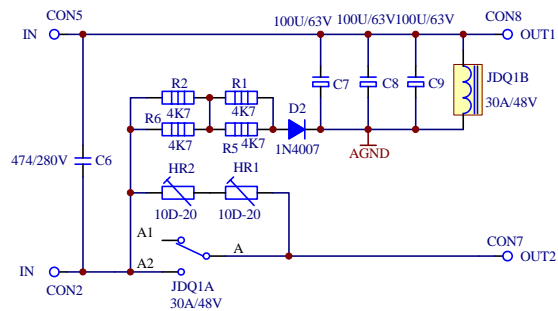 100U/63V 100U/63V 100U/63V
CON5
CON8
IN
OUT1
R2
R1
JDQ1B
4K7
4K7
C7
C8
C9
D2
30A/48V
R6
4K7
R5
4K7
1N4007
AGND
474/280V
C6
HR2
HR1
10D-20
10D-20
A1
A
CON7
IN
A2
OUT2
CON2
JDQ1A
30A/48V